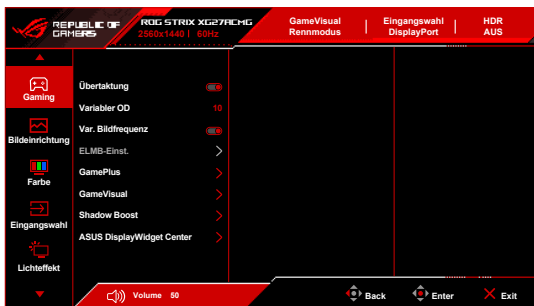 REPUBLIC OF
GAMERS
ROG STRIX XG27ACMG
2560x1440 | 60Hz
GameVisual
Rennmodus
Eingangswahl
DisplayPort
HDR
AUS
Gaming
Bildeinrichtung
Farbe
Eingangswahl
Lichteffekt
Übertaktung
Variabler OD
10
Var. Bildfrequenz
ELMB-Einst.
GamePlus
GameVisual
Shadow Boost
ASUS DisplayWidget Center
Volume 50
Back
Enter
Exit